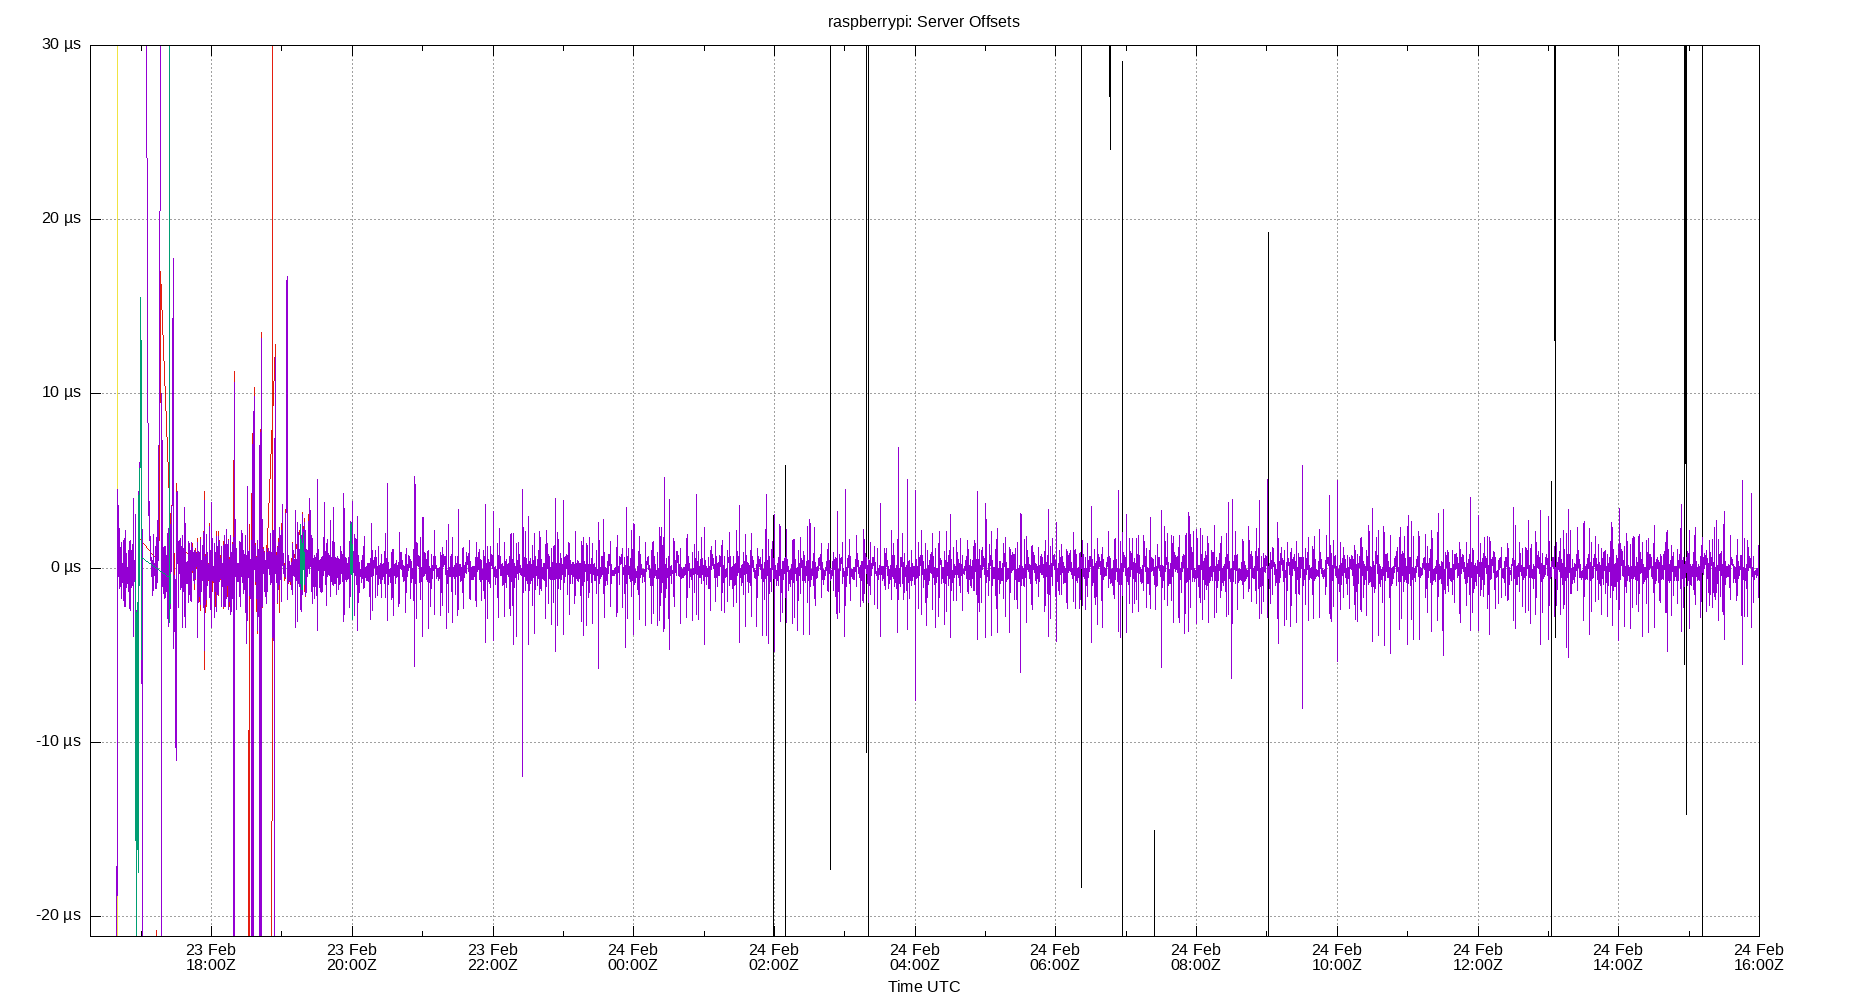 raspberrypi: Server Offsets
30 µs
20 µs
10 µs
0 µs
-10 µs
-20 µs
23 Feb
18:00Z
23 Feb
20:00Z
23 Feb
22:00Z
24 Feb
00:00Z
24 Feb
02:00Z
24 Feb
04:00Z
24 Feb
06:00Z
24 Feb
08:00Z
24 Feb
10:00Z
24 Feb
12:00Z
24 Feb
14:00Z
24 Feb
16:00Z
Time UTC